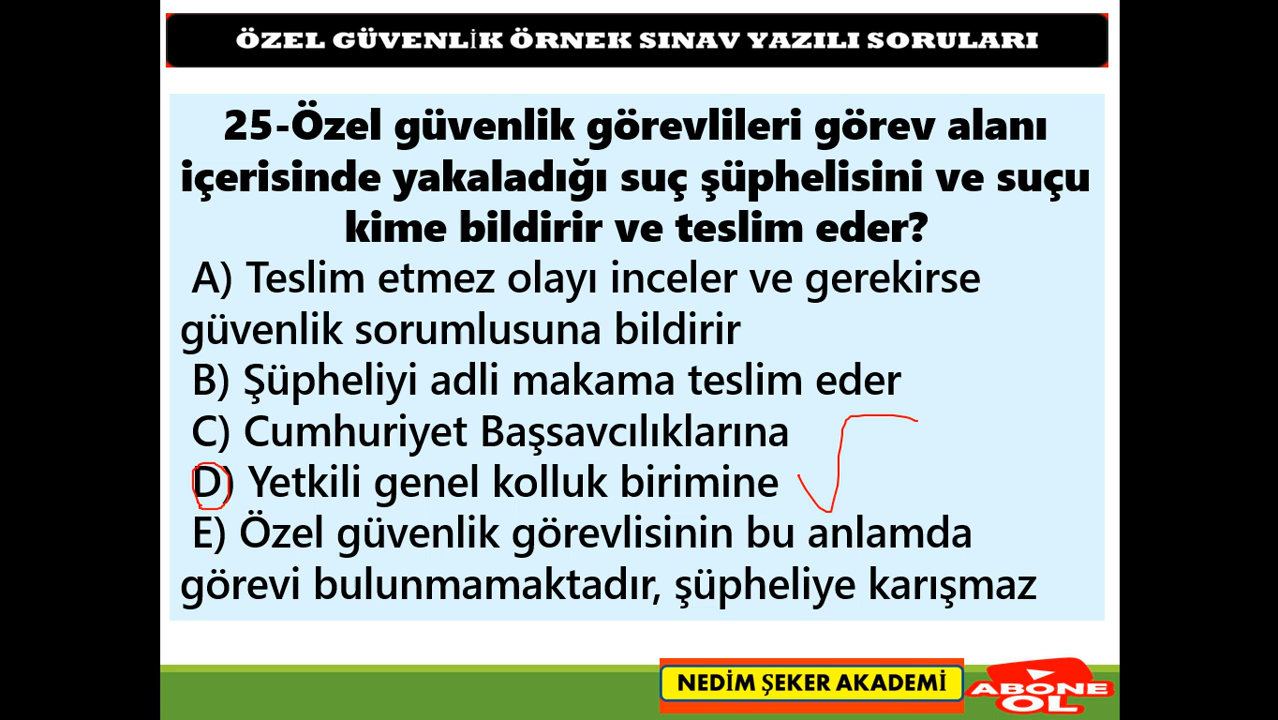 ÖZEL GÜVENLİK ÖRNEK SINAV YAZILI SORULARI
25-Özel güvenlik görevlileri görev alanı
içerisinde yakaladığı suç şüphelisini ve suçu
kime bildirir ve teslim eder?
A) Teslim etmez olayı inceler ve gerekirse
güvenlik sorumlusuna bildirir
B) Şüpheliyi adli makama teslim eder
C) Cumhuriyet Başsavcılıklarına
D) Yetkili genel kolluk birimine
E) Özel güvenlik görevlisinin bu anlamda
görevi bulunmamaktadır, şüpheliye karışmaz
NEDİM ŞEKER AKADEMİ
ABONE
OL